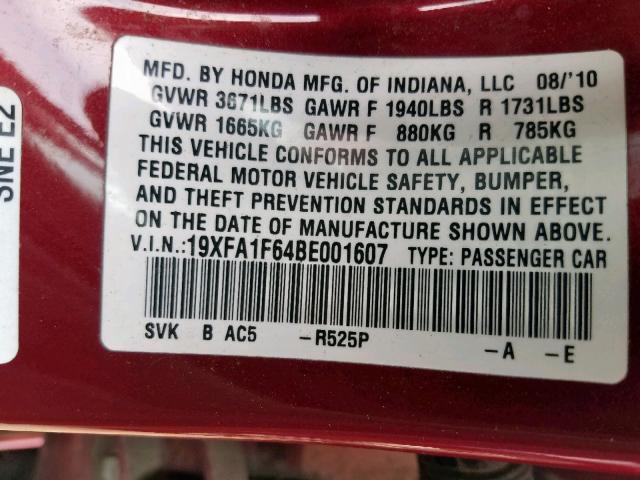 MFD. BY HONDA MFG. OF INDIANA, LLC 08/'10
GVWR 3671LBS GAWR F 1940LBS R 1731LBS
GVWR 1665KG GAWR F 880KG R 785KG
THIS VEHICLE CONFORMS TO ALL APPLICABLE
FEDERAL MOTOR VEHICLE SAFETY, BUMPER,
AND THEFT PREVENTION STANDARDS IN EFFECT
ON THE DATE OF MANUFACTURE SHOWN ABOVE.
V.I.N.:19XFA1F64BE001607 TYPE: PASSENGER CAR
SVK B AC5 -R525P -A -E
SNE E2